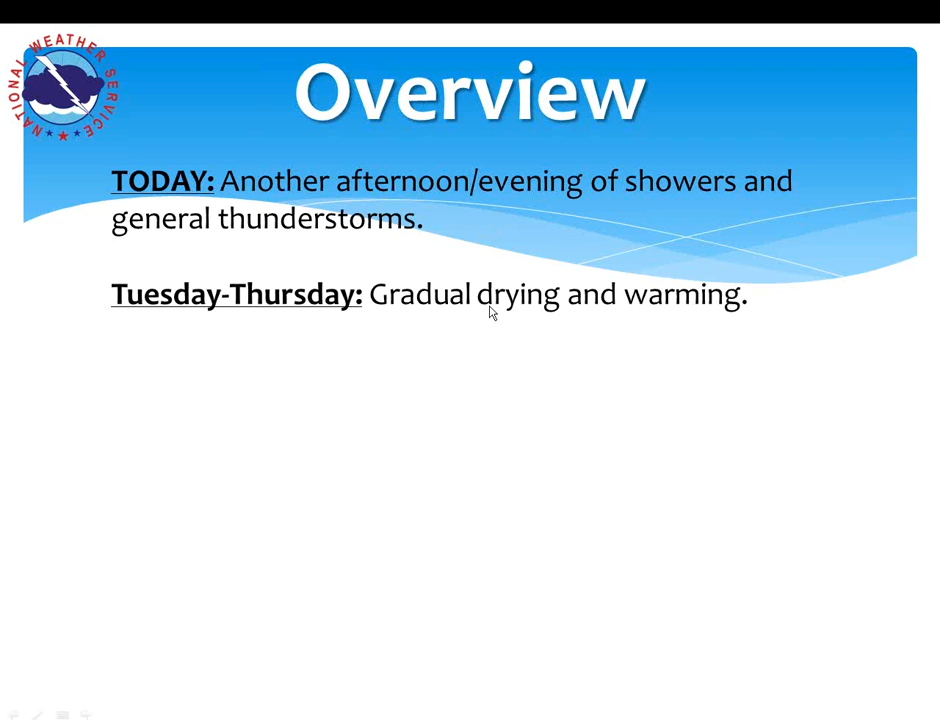 NATIONAL WEATHER SERVICE
Overview
TODAY: Another afternoon/evening of showers and
general thunderstorms.
Tuesday-Thursday: Gradual drying and warming.